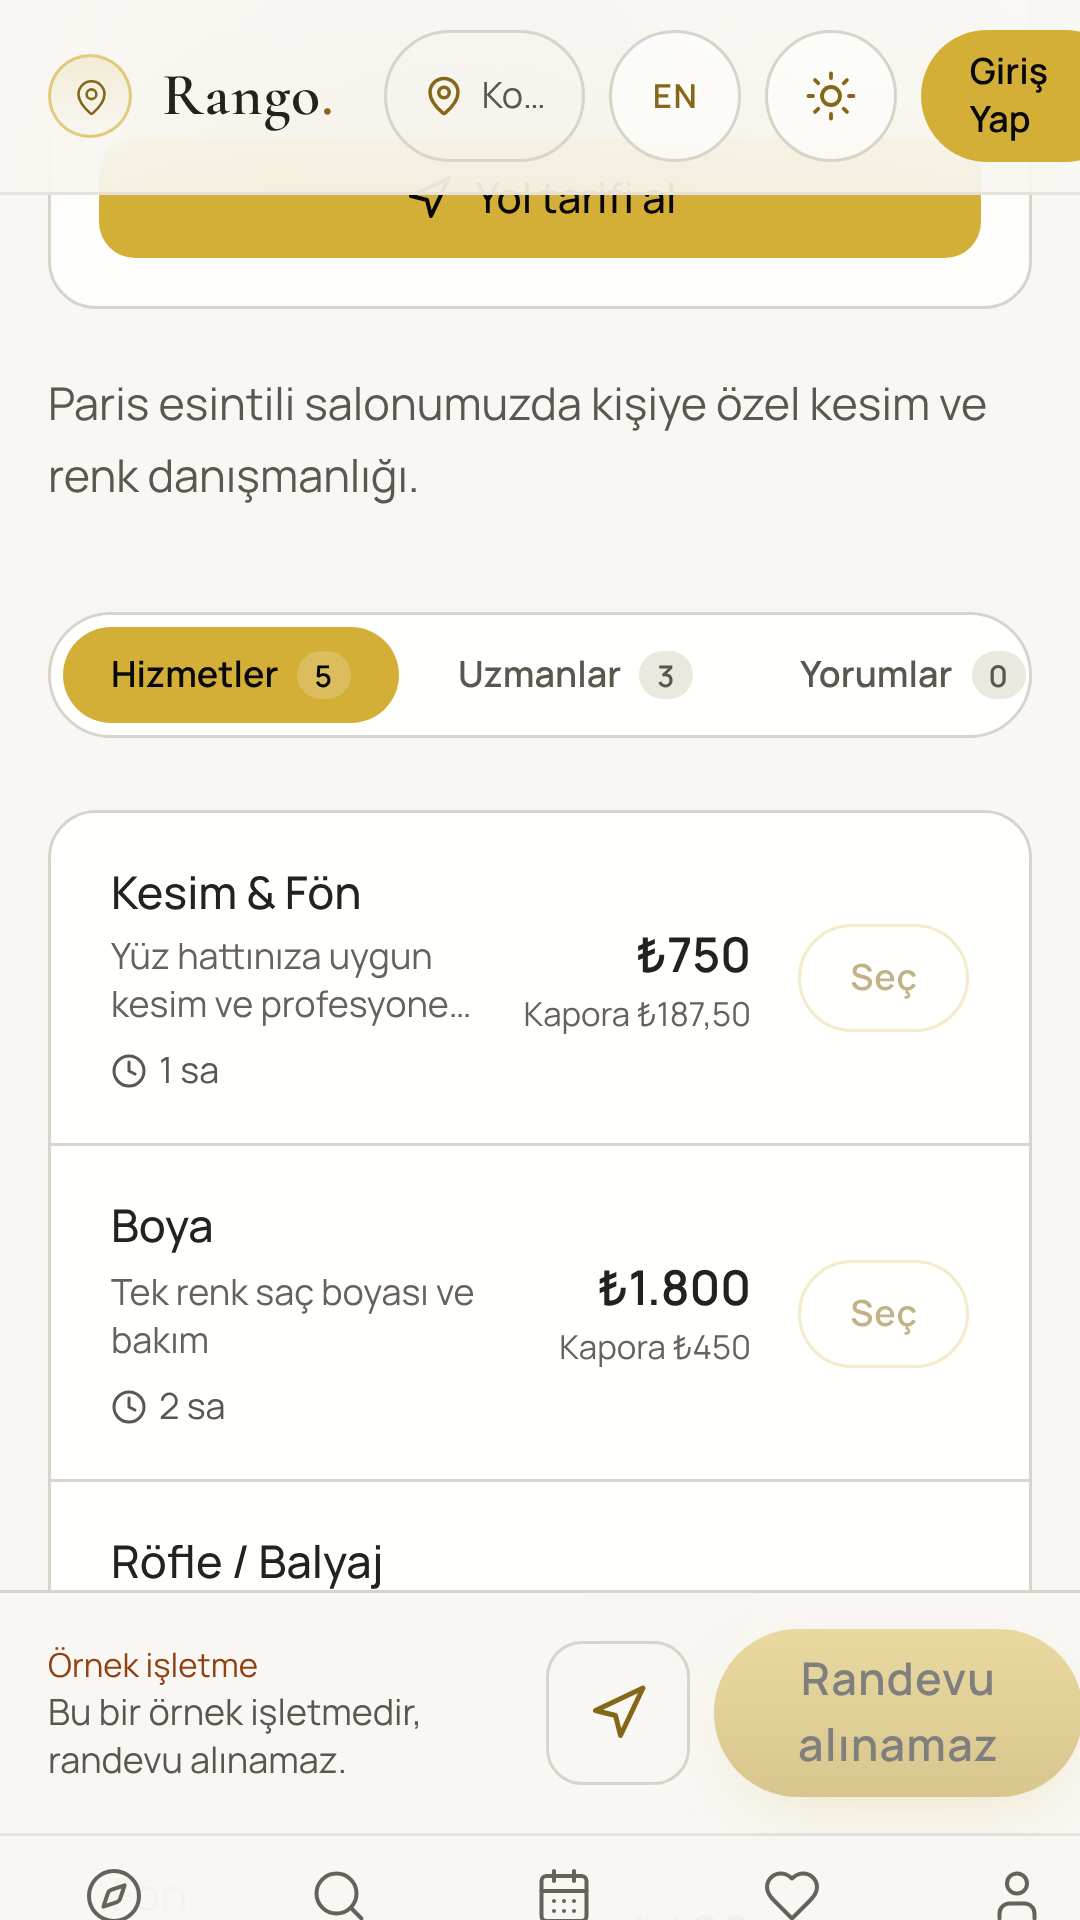 Rango.
Ko...
EN
Giriş
Yap
Yol tarifi al
Paris esintili salonumuzda kişiye özel kesim ve
renk danışmanlığı.
Hizmetler 5
Uzmanlar 3
Yorumlar 0
Kesim & Fön
Yüz hattınıza uygun
kesim ve profesyone...
1 sa
₺750
Kapora ₺187,50
Seç
Boya
Tek renk saç boyası ve
bakım
2 sa
₺1.800
Kapora ₺450
Seç
Röfle / Balyaj
Örnek işletme
Bu bir örnek işletmedir,
randevu alınamaz.
Randevu
alınamaz